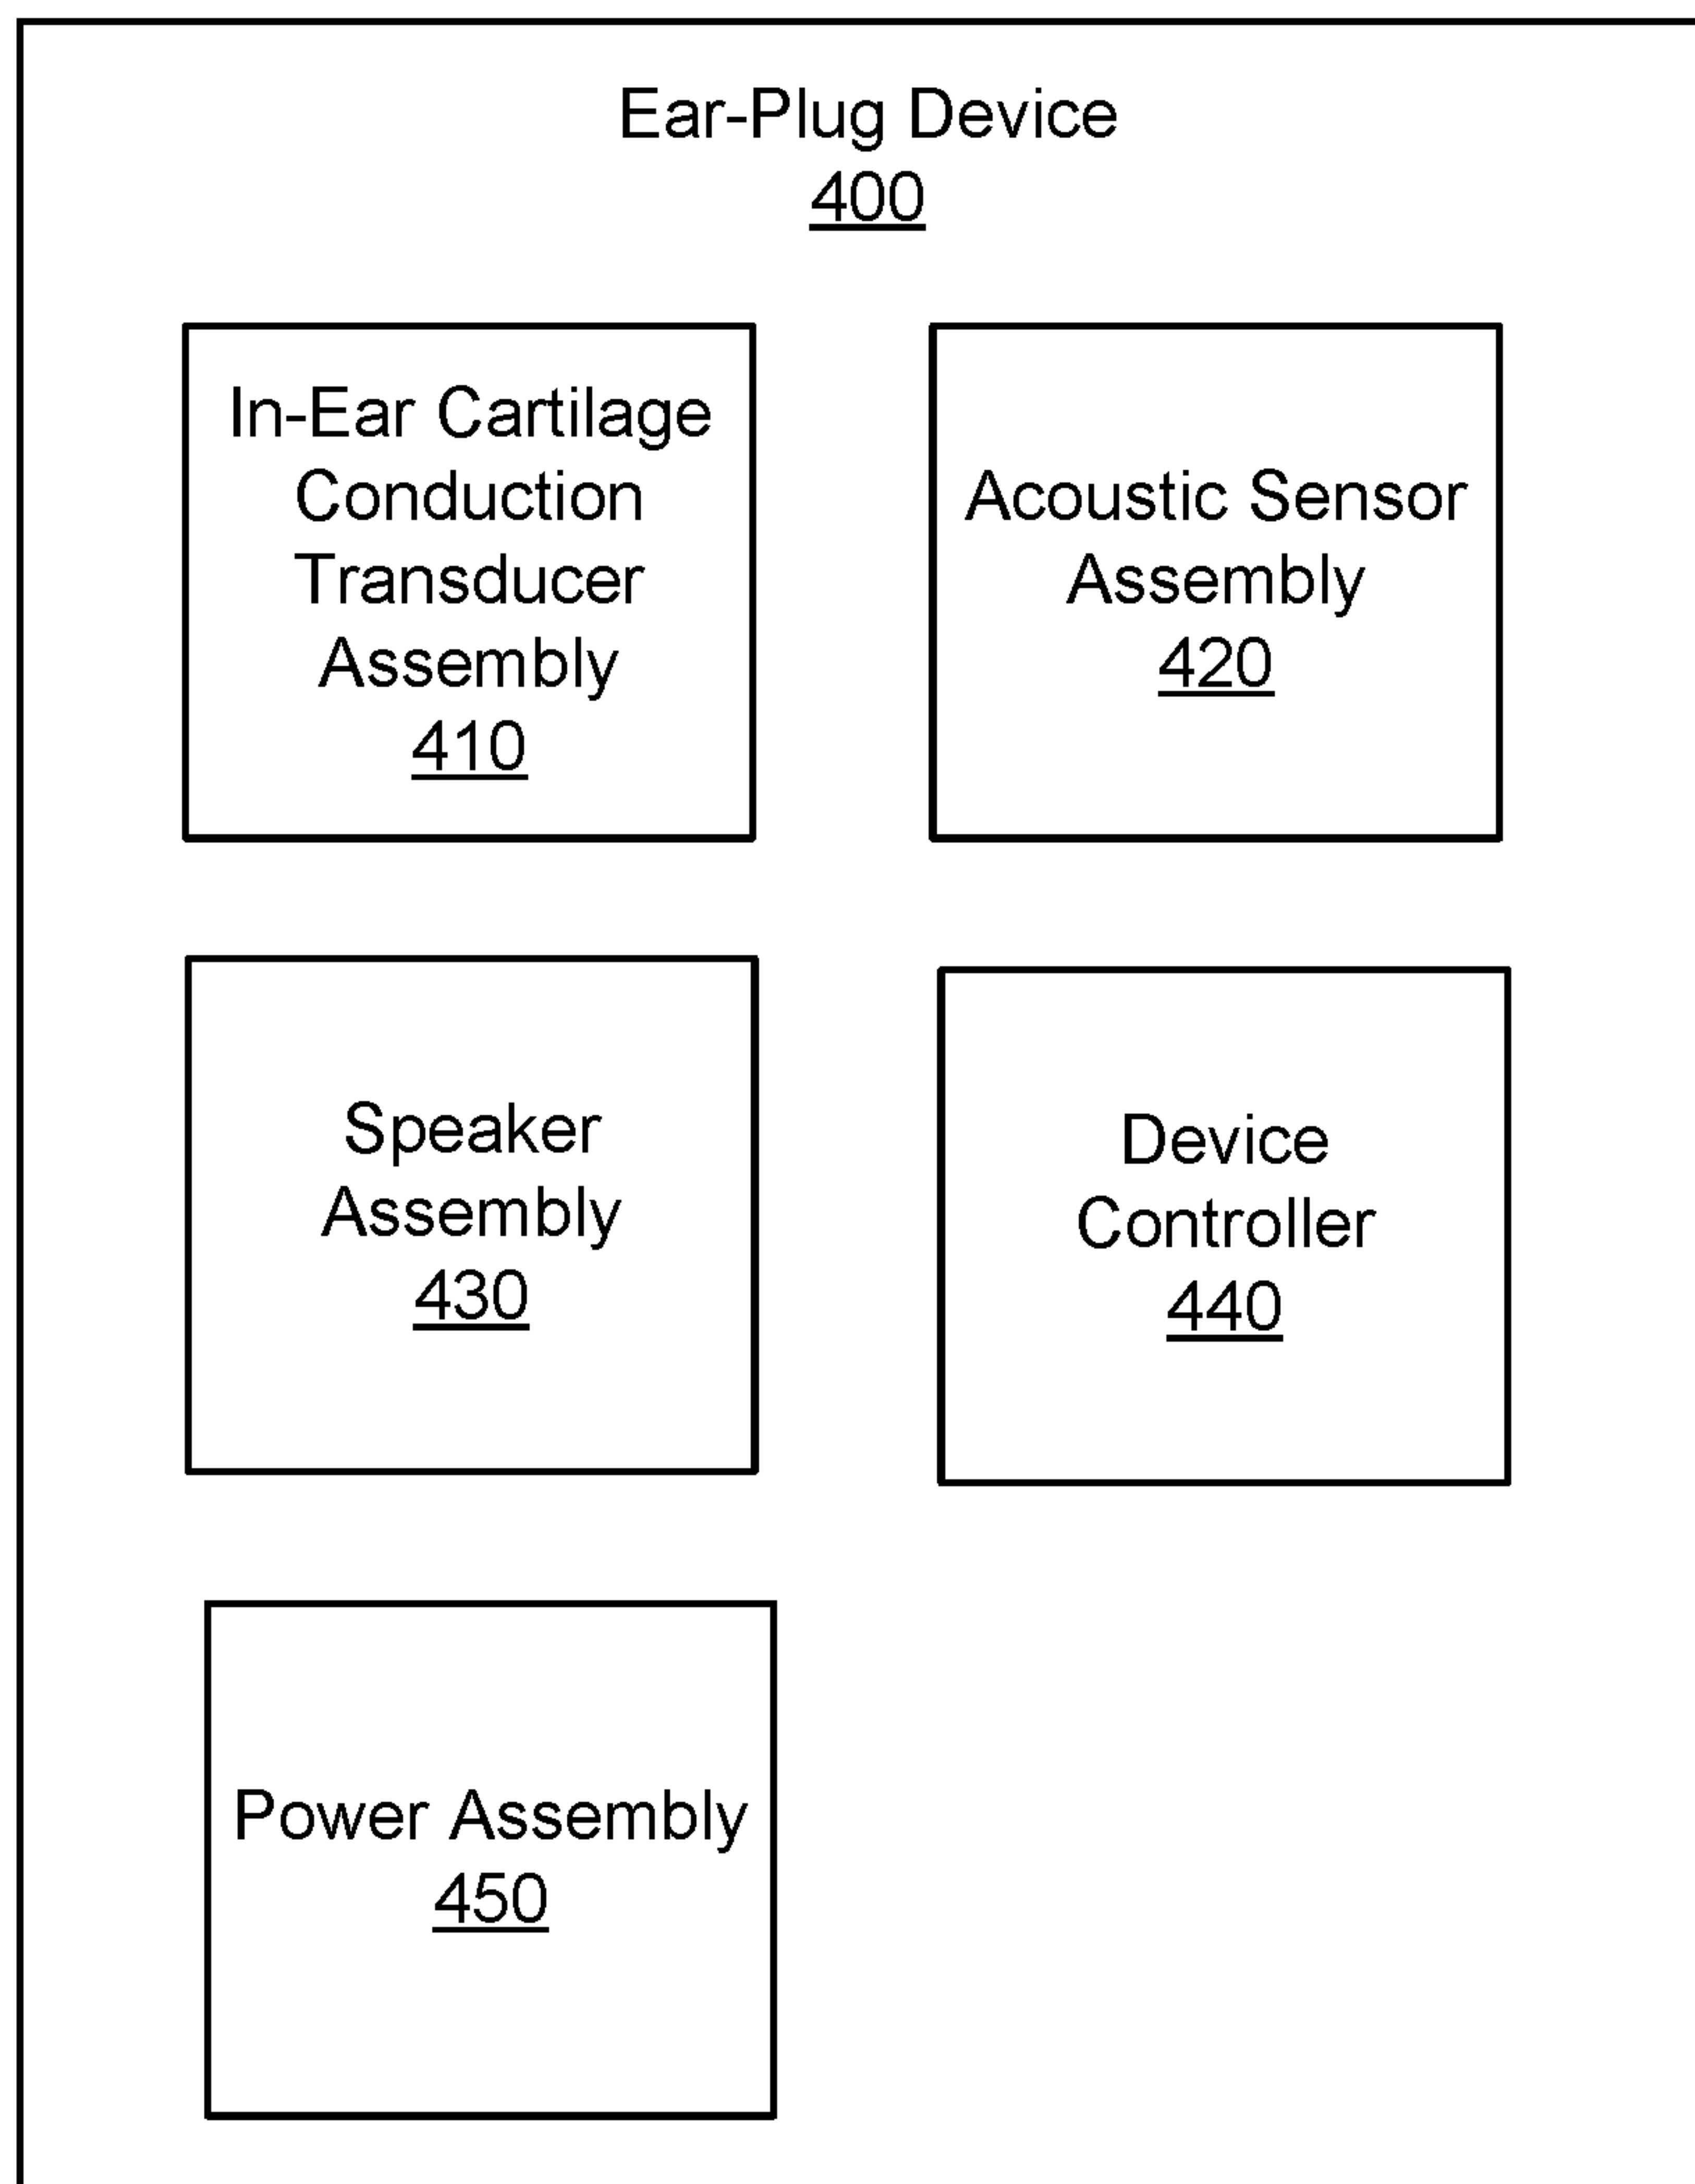 Ear-Plug Device
400
In-Ear Cartilage
Conduction
Transducer
Assembly
410
Acoustic Sensor
Assembly
420
Speaker
Assembly
430
Device
Controller
440
Power Assembly
450